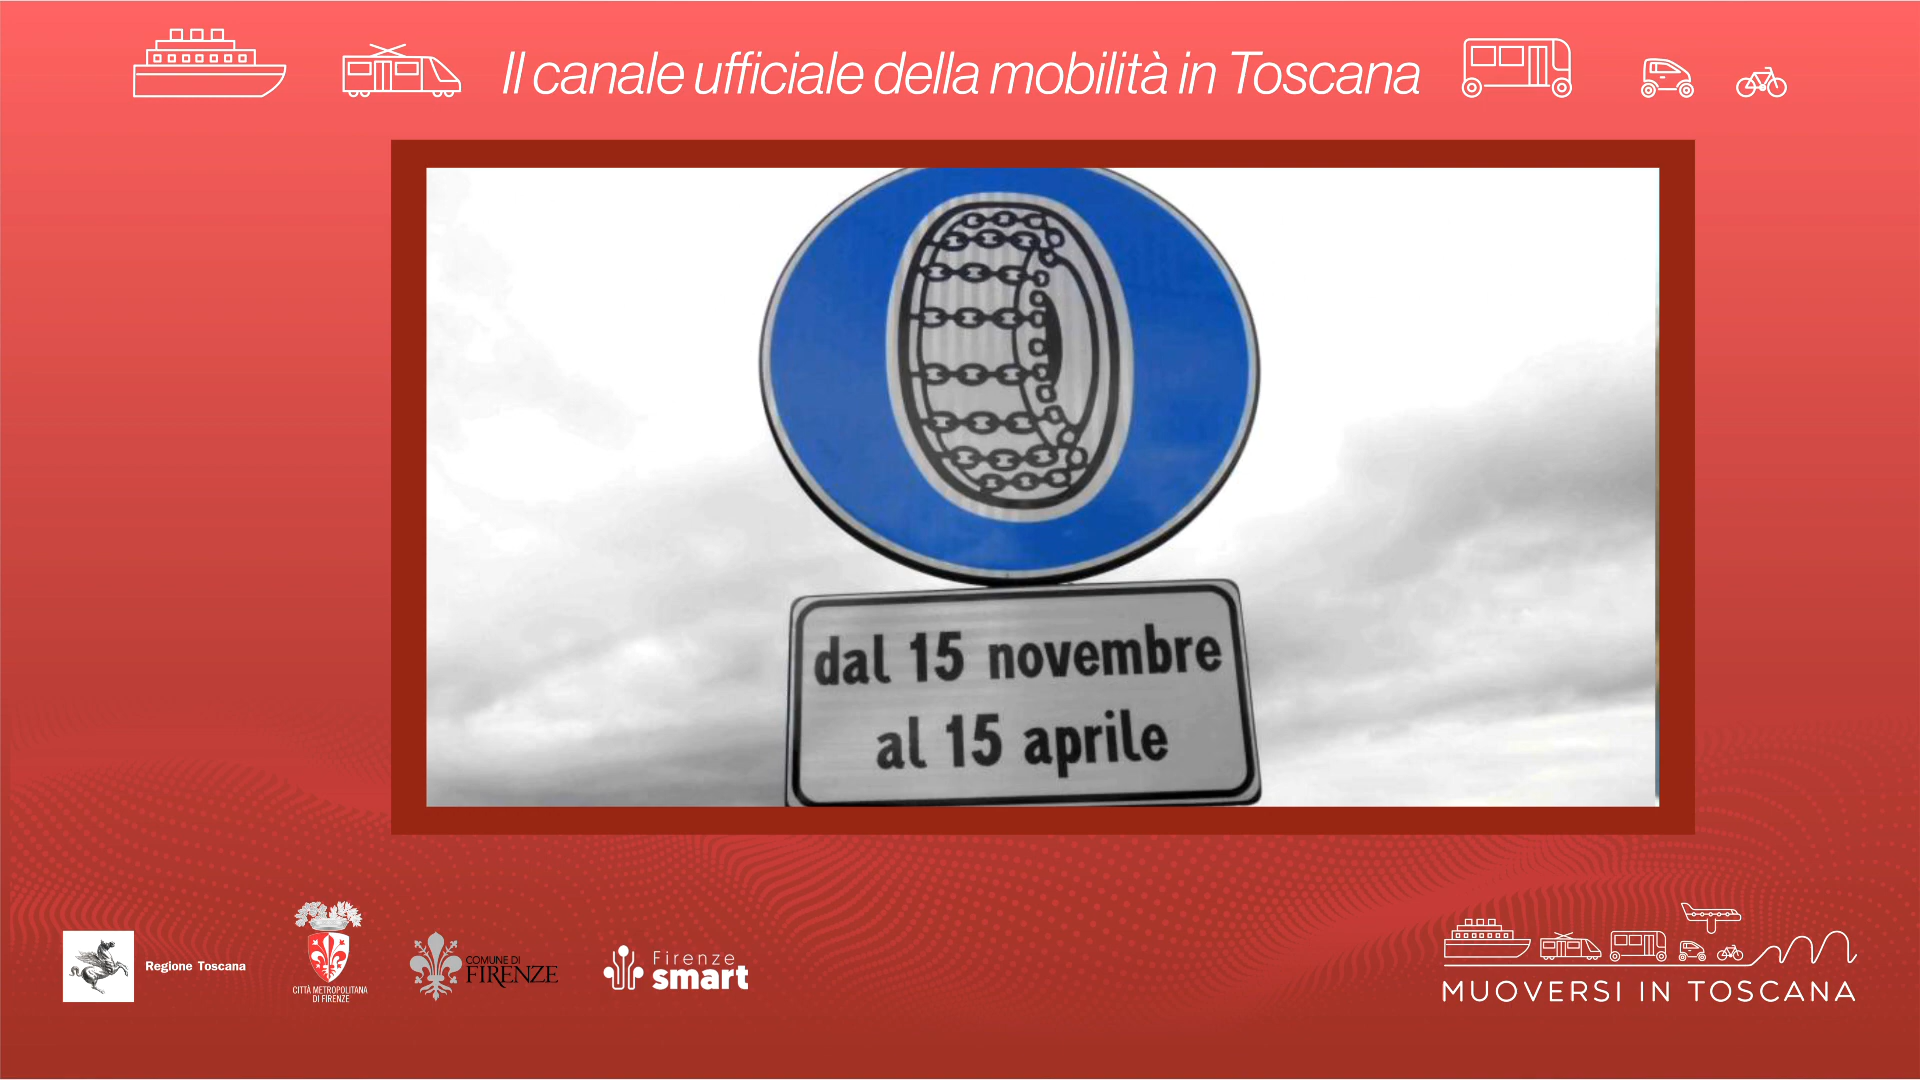 Il canale ufficiale della mobilità in Toscana
dal 15 novembre
al 15 aprile
Regione Toscana
CITTÀ METROPOLITANA
DI FIRENZE
COMUNE DI
FIRENZE
Firenze
smart
MUOVERSI IN TOSCANA